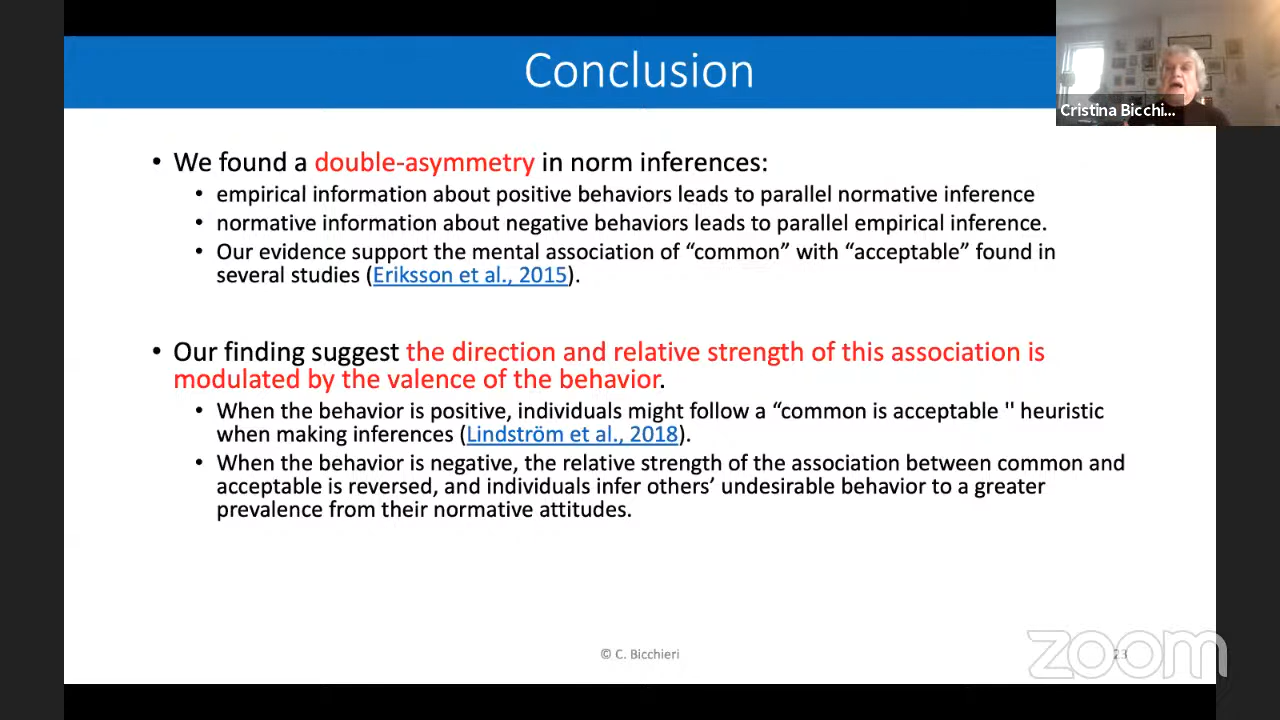 Conclusion
Cristina Bicchi...
• We found a double-asymmetry in norm inferences:
• empirical information about positive behaviors leads to parallel normative inference
• normative information about negative behaviors leads to parallel empirical inference.
• Our evidence support the mental association of “common” with “acceptable” found in
several studies (Eriksson et al., 2015).
• Our finding suggest the direction and relative strength of this association is
modulated by the valence of the behavior.
• When the behavior is positive, individuals might follow a “common is acceptable '' heuristic
when making inferences (Lindström et al., 2018).
• When the behavior is negative, the relative strength of the association between common and
acceptable is reversed, and individuals infer others’ undesirable behavior to a greater
prevalence from their normative attitudes.
© C. Bicchieri
zoom
23